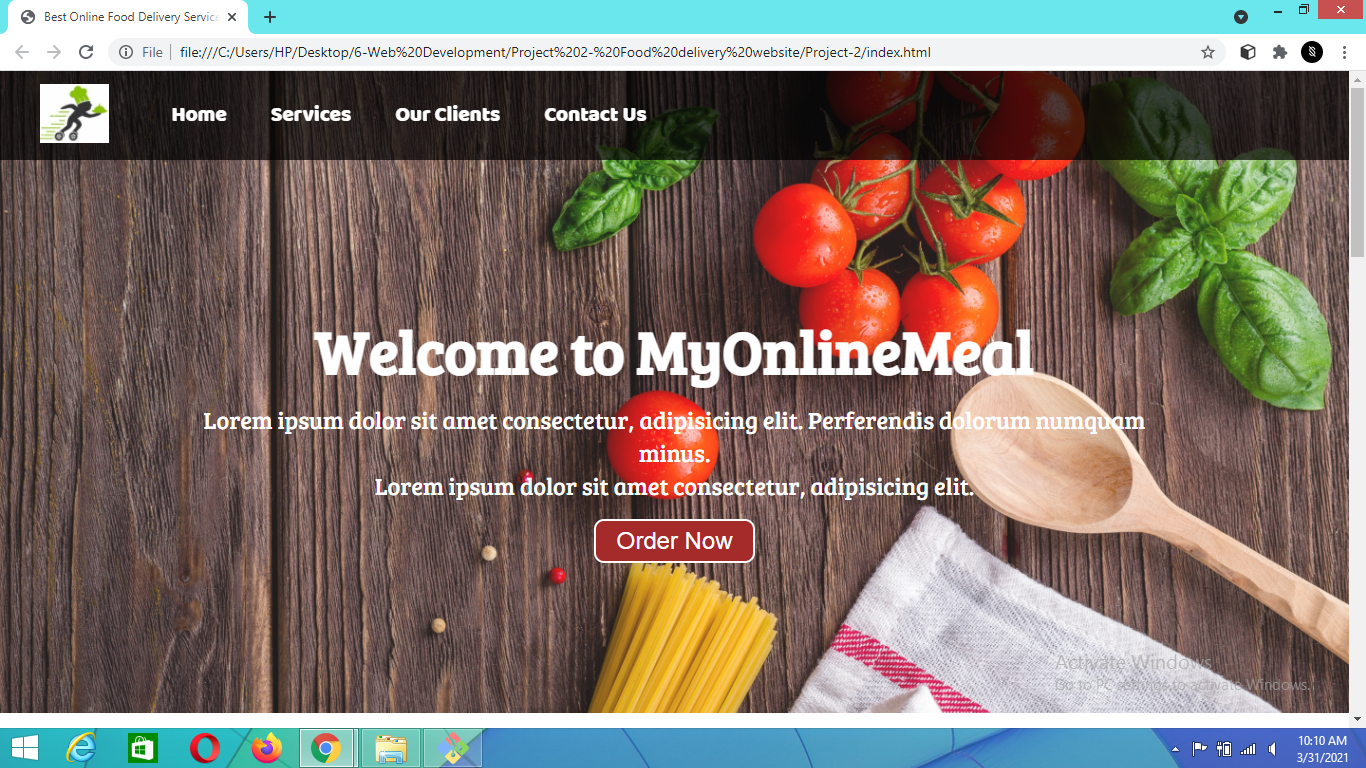 Best Online Food Delivery Service
File
file:///C:/Users/HP/Desktop/6-Web%20Development/Project%202-%20Food%20delivery%20website/Project-2/index.html
Home Services Our Clients Contact Us
Welcome to MyOnlineMeal
Lorem ipsum dolor sit amet consectetur, adipisicing elit. Perferendis dolorum numquam
minus.
Lorem ipsum dolor sit amet consectetur, adipisicing elit.
Order Now
Activate Windows
Go to PC settings to activate Windows.
10:10 AM
3/31/2021